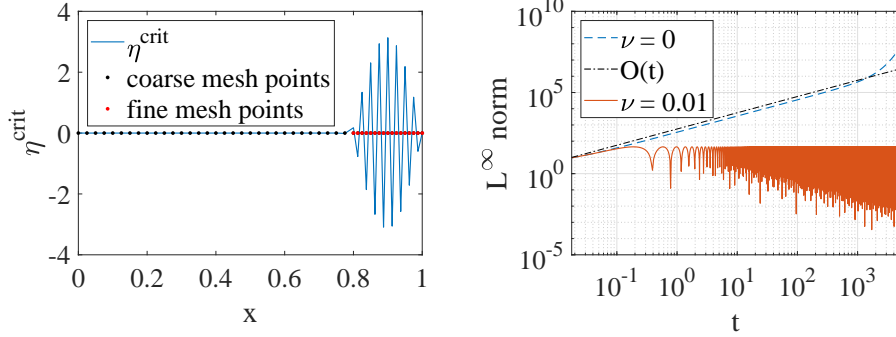 4
2
0
-2
-4
η^crit
η^crit
coarse mesh points
fine mesh points
0 0.2 0.4 0.6 0.8 1
x
10^10
10^5
10^0
10^-5
L^∞ norm
ν = 0
O(t)
ν = 0.01
10^-1 10^0 10^1 10^2 10^3
t